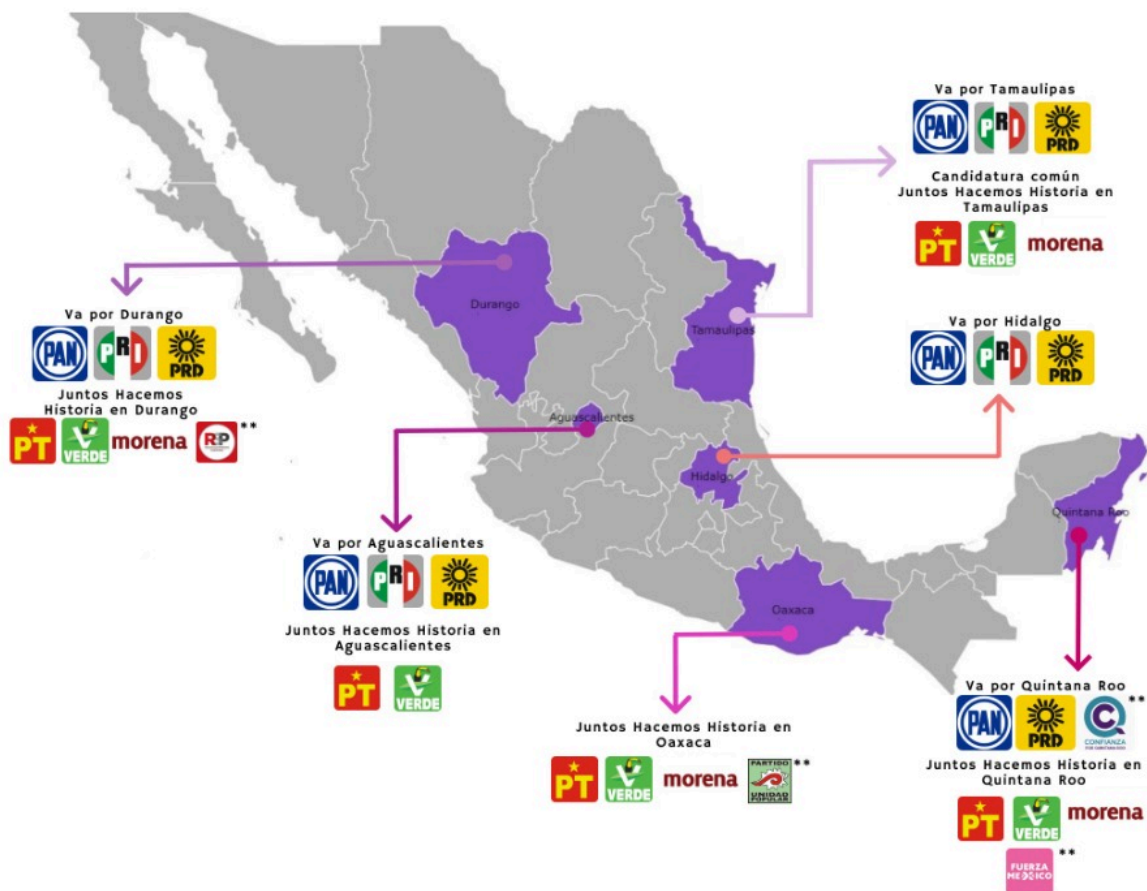 Va por Tamaulipas
PAN PRI PRD
Candidatura común
Juntos Hacemos Historia en
Tamaulipas
PT VERDE morena
Durango
Tamaulipas
Va por Durango
PAN PRI PRD
Juntos Hacemos
Historia en Durango
PT VERDE morena **
Va por Hidalgo
PAN PRI PRD
Aguascalientes
Hidalgo
Quintana Roo
Va por Aguascalientes
PAN PRI PRD
Juntos Hacemos Historia en
Aguascalientes
PT VERDE
Oaxaca
Juntos Hacemos Historia en
Oaxaca
PT VERDE morena PARTIDO UNIDAD POPULAR **
Va por Quintana Roo
PAN PRD CONFIANZA POR QUINTANA ROO **
Juntos Hacemos Historia en
Quintana Roo
PT VERDE morena
FUERZA MEXICO **